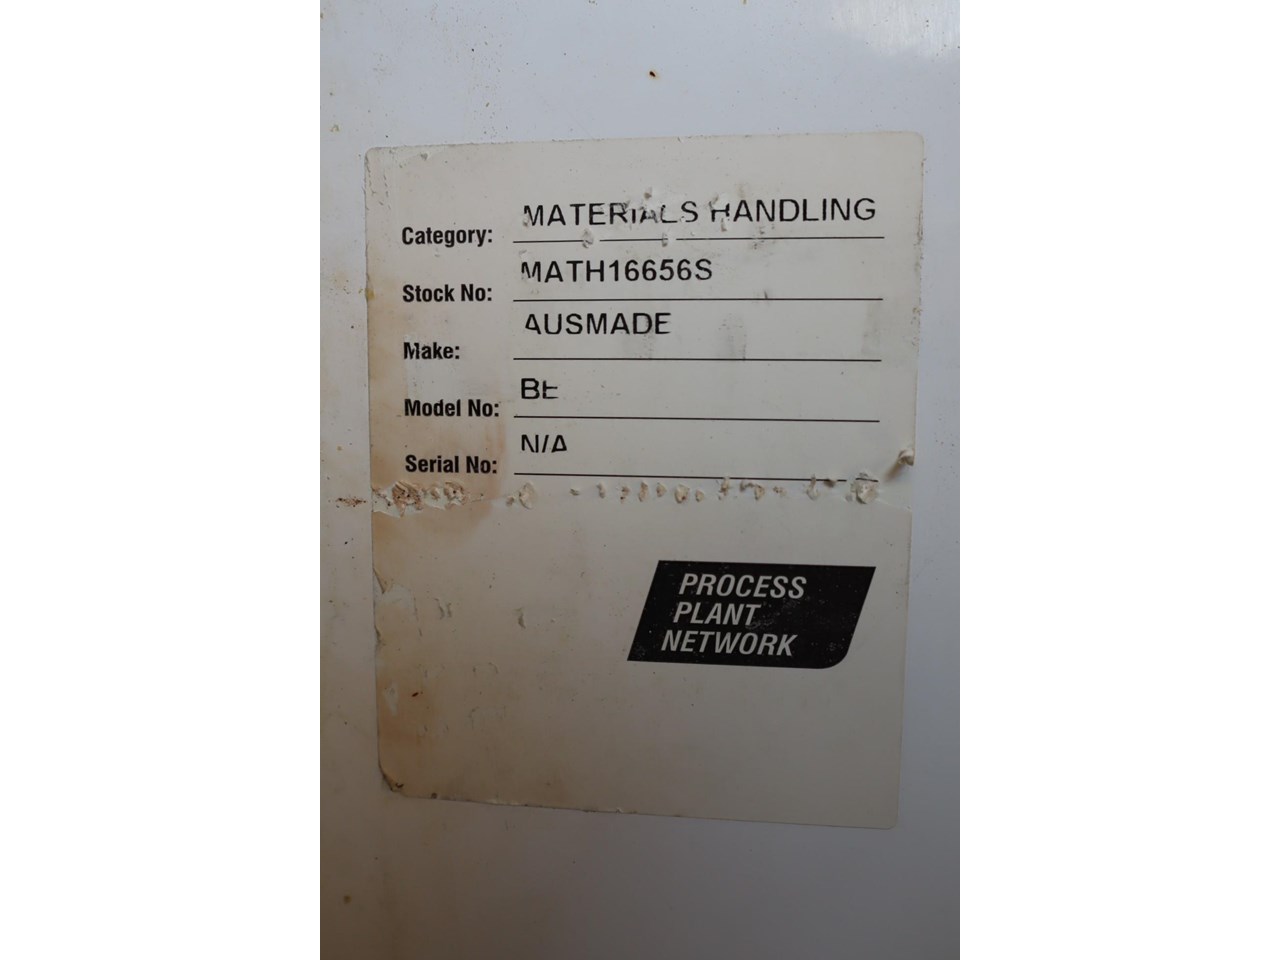 Category: MATERIALS HANDLING
Stock No: MATH16656S
Make: AUSMADE
Model No: BE
Serial No: N/A
PROCESS
PLANT
NETWORK